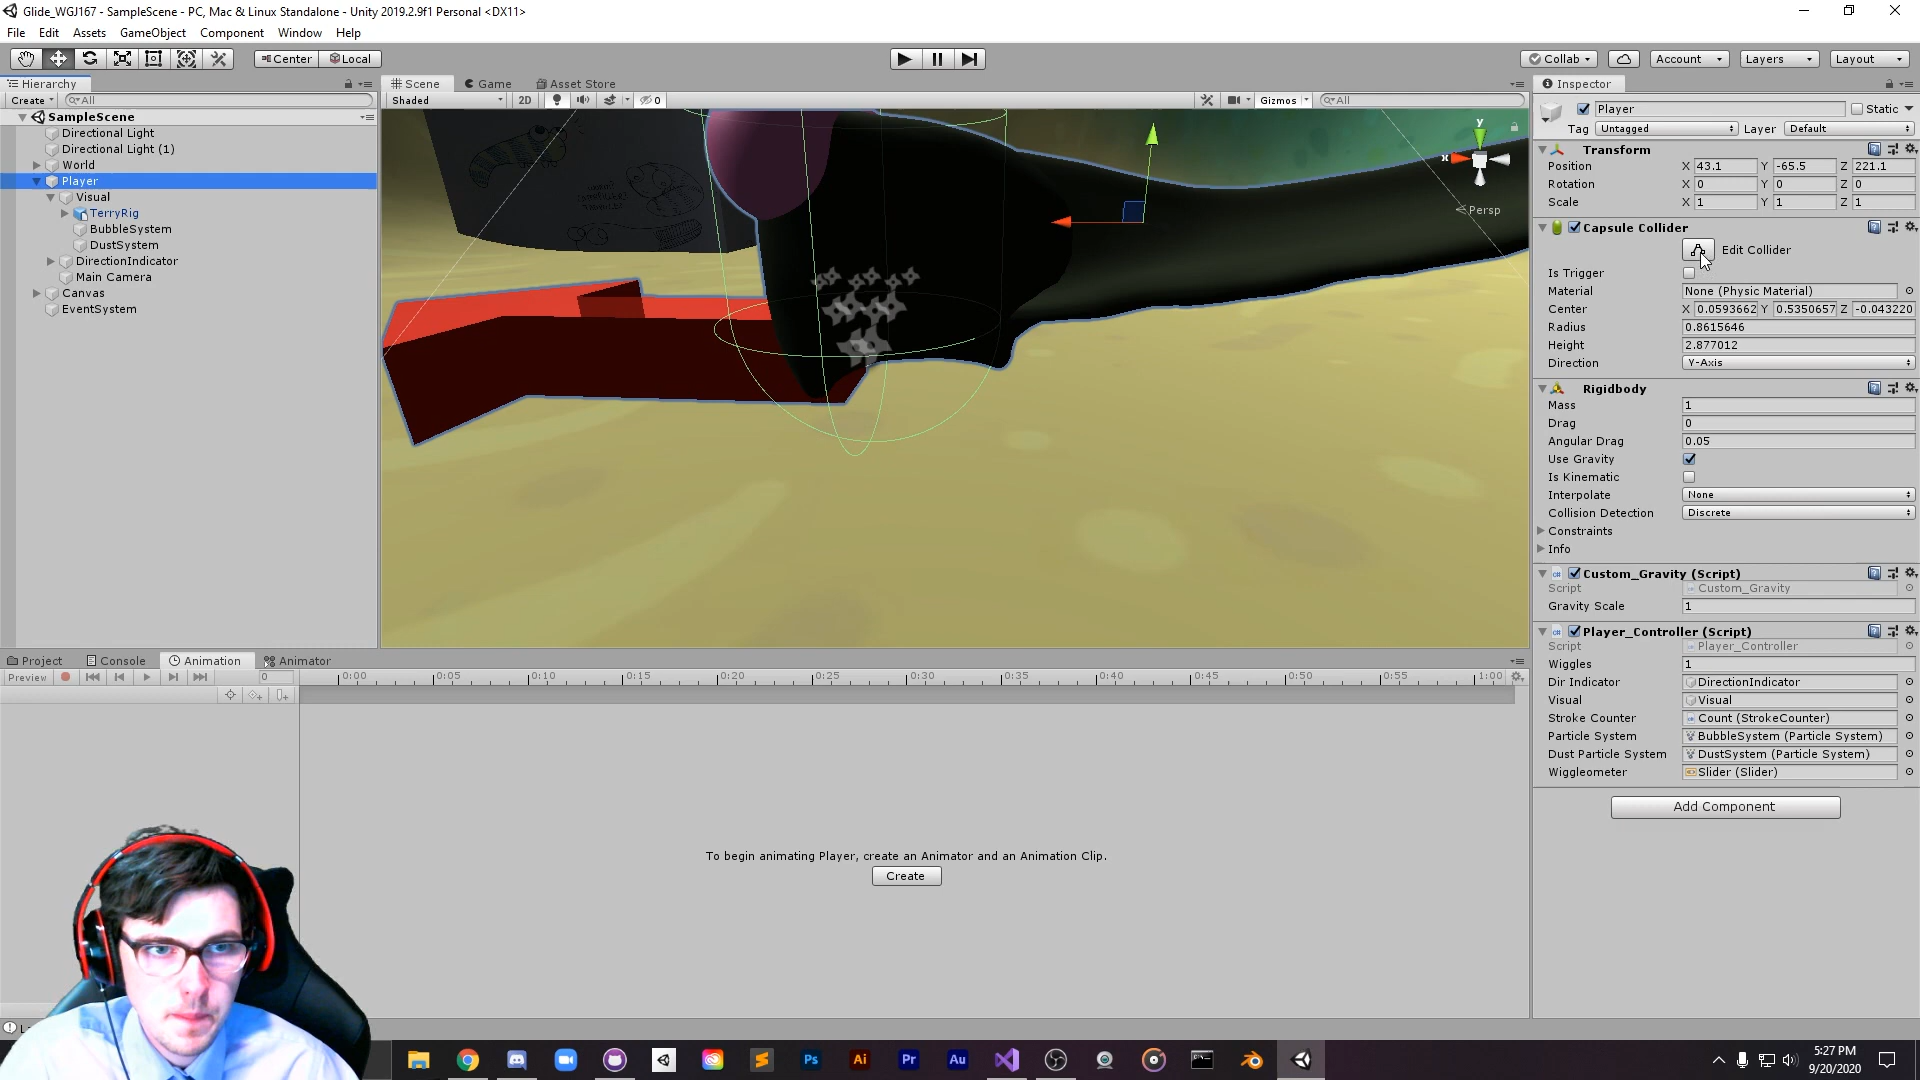 Glide_WGJ167 - SampleScene - PC, Mac & Linux Standalone - Unity 2019.2.9f1 Personal <DX11>
File Edit Assets GameObject Component Window Help
Center Local Collab Account Layers Layout
Hierarchy
Create All
SampleScene
Directional Light
Directional Light (1)
World
Player
Visual
TerryRig
BubbleSystem
DustSystem
DirectionIndicator
Main Camera
Canvas
EventSystem
Scene Game Asset Store
Shaded 2D 0 Gizmos All
y
x
Persp
Inspector
Player Static
Tag Untagged Layer Default
Transform
Position X 43.1 Y -65.5 Z 221.1
Rotation X 0 Y 0 Z 0
Scale X 1 Y 1 Z 1
Capsule Collider
Edit Collider
Is Trigger
Material None (Physic Material)
Center X 0.0593662 Y 0.5350657 Z -0.043220
Radius 0.8615646
Height 2.877012
Direction Y-Axis
Rigidbody
Mass 1
Drag 0
Angular Drag 0.05
Use Gravity
Is Kinematic
Interpolate None
Collision Detection Discrete
Constraints
Info
Custom_Gravity (Script)
Script Custom_Gravity
Gravity Scale 1
Player_Controller (Script)
Script Player_Controller
Wiggles 1
Dir Indicator DirectionIndicator
Visual Visual
Stroke Counter Count (StrokeCounter)
Particle System BubbleSystem (Particle System)
Dust Particle System DustSystem (Particle System)
Wiggleometer Slider (Slider)
Add Component
Project Console Animation Animator
Preview 0 0:00 0:05 0:10 0:15 0:20 0:25 0:30 0:35 0:40 0:45 0:50 0:55 1:00
To begin animating Player, create an Animator and an Animation Clip.
Create
Ps Ai Pr Au
5:27 PM
9/20/2020